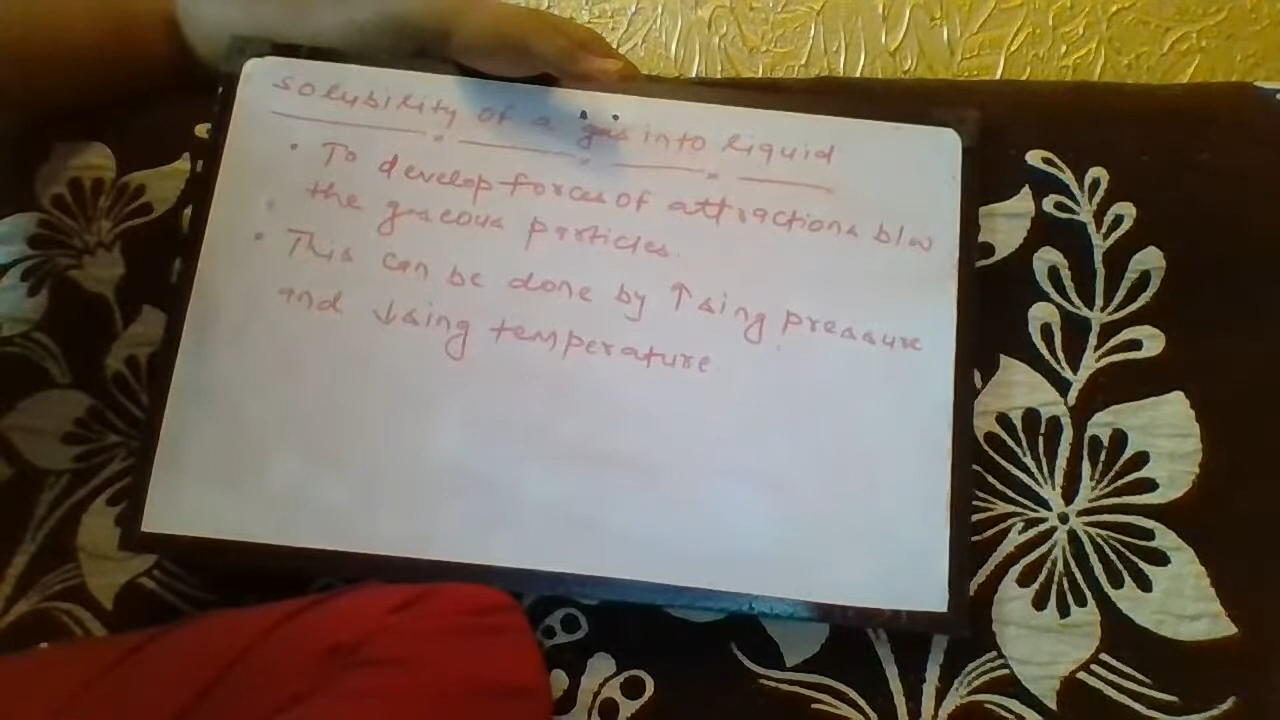 solubility of a gas into liquid
• To develop forces of attractions b/w
the gaseous particles.
• This can be done by ↑sing pressure
and ↓sing temperature